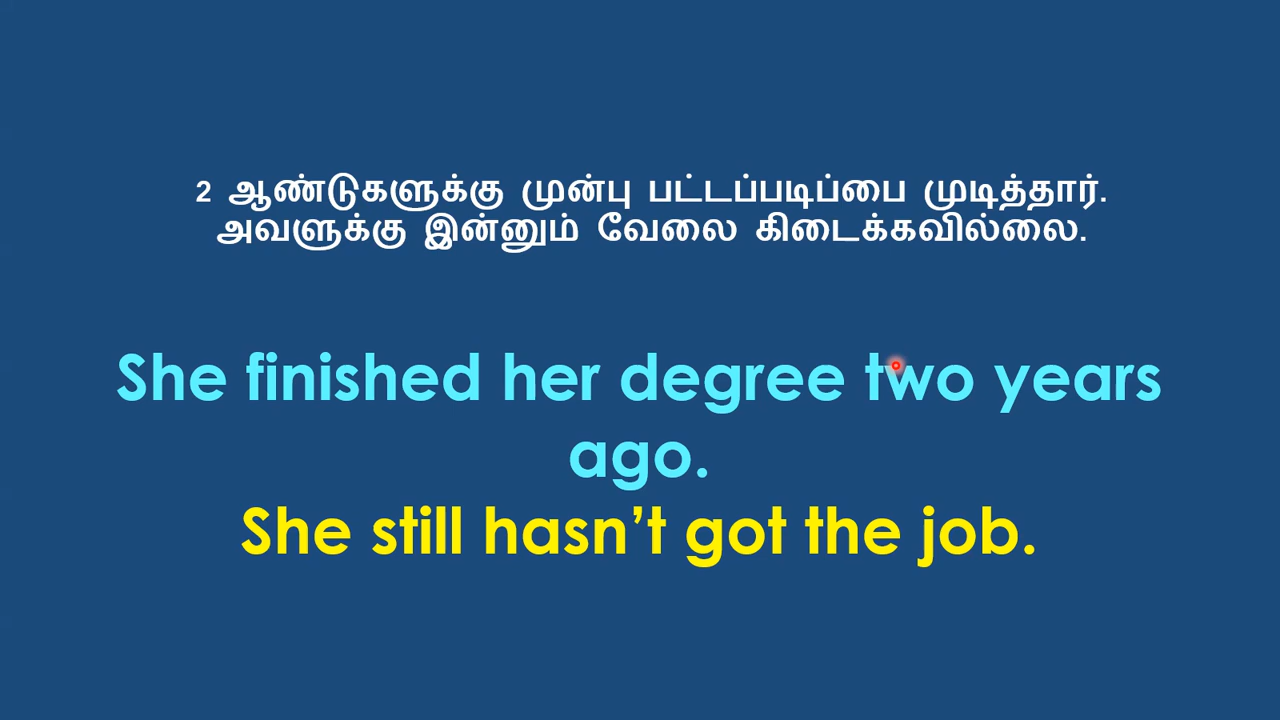 2 ஆண்டுகளுக்கு முன்பு பட்டப்படிப்பை முடித்தார்.
அவளுக்கு இன்னும் வேலை கிடைக்கவில்லை.
She finished her degree two years
ago.
She still hasn’t got the job.